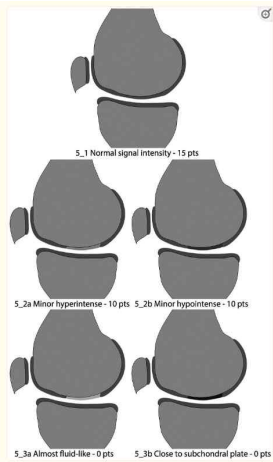 5_1 Normal signal intensity - 15 pts
5_2a Minor hyperintense - 10 pts
5_2b Minor hypointense - 10 pts
5_3a Almost fluid-like - 0 pts
5_3b Close to subchondral plate - 0 pts